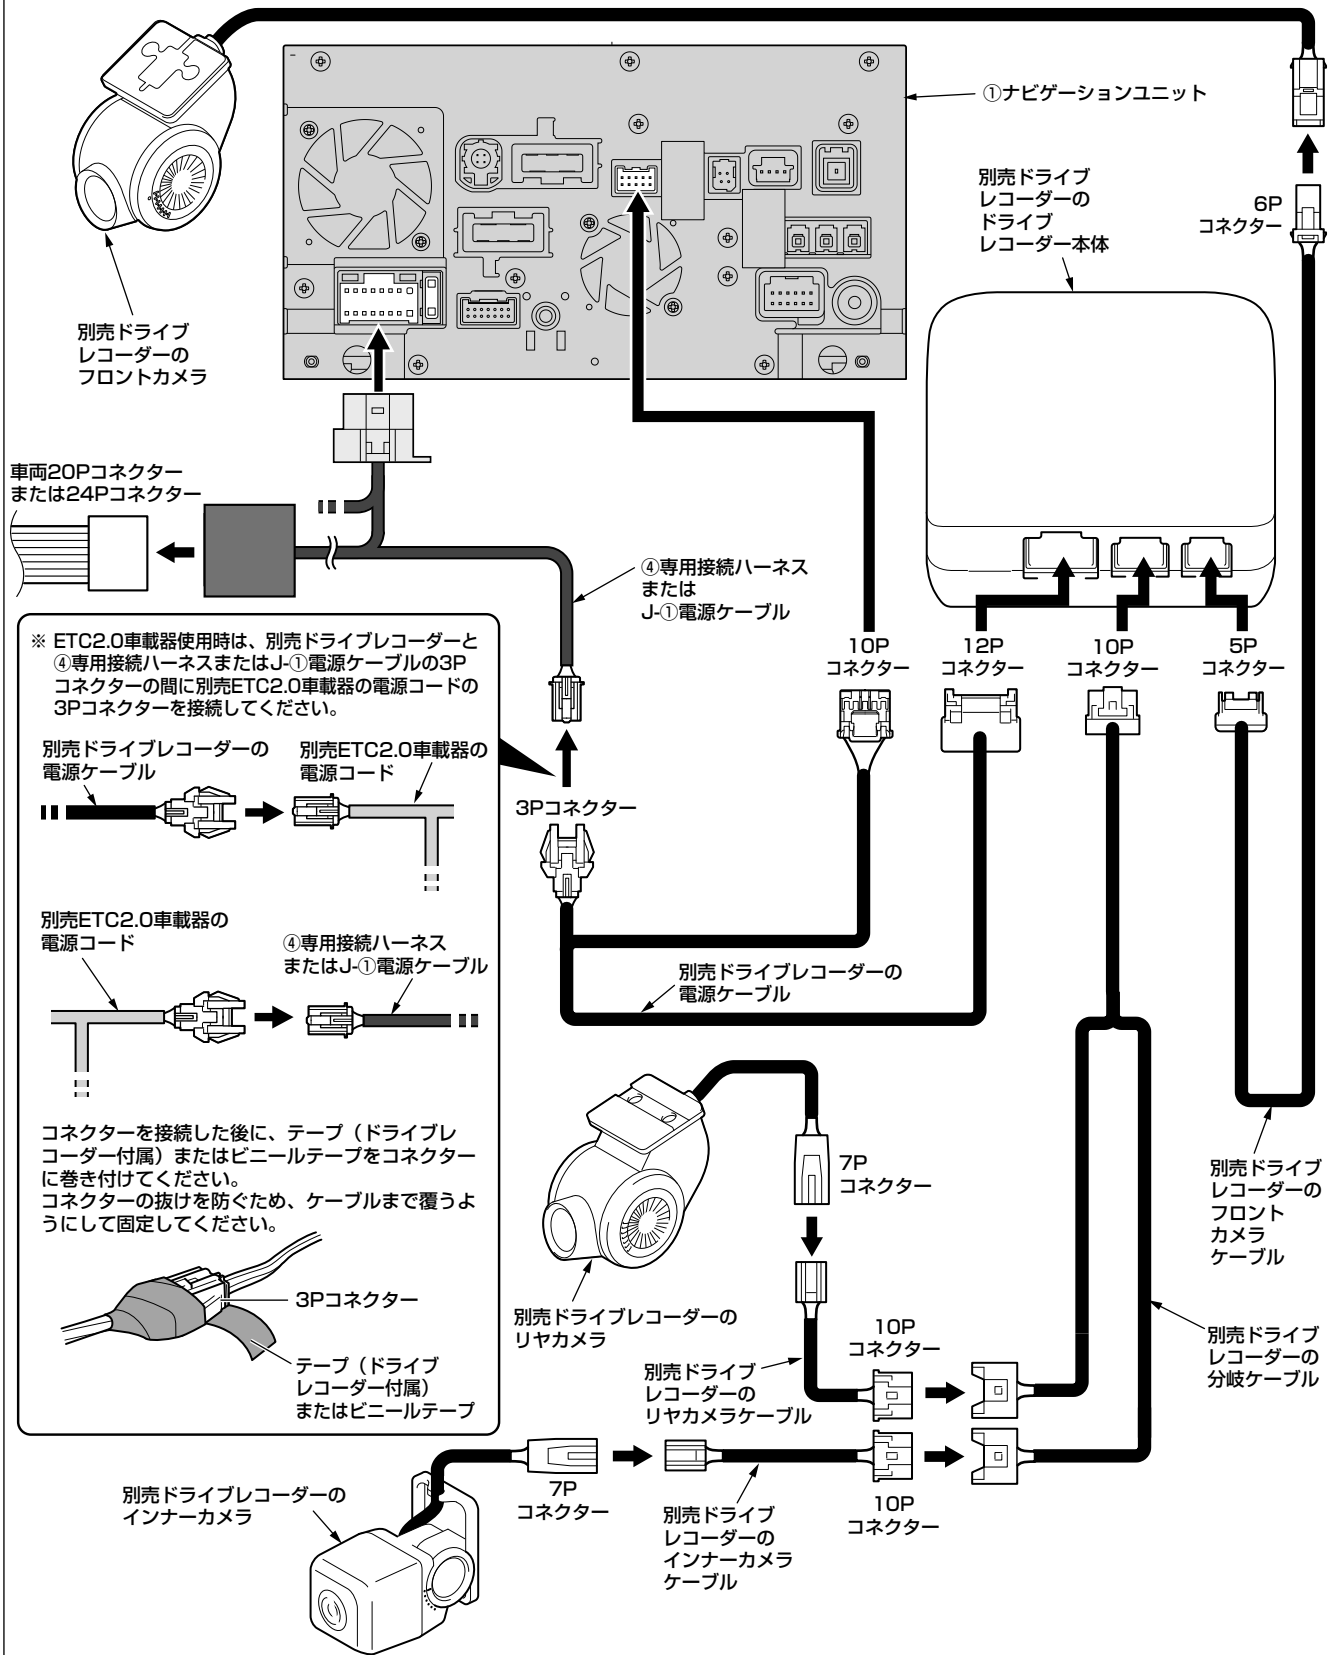 ①ナビゲーションユニット
別売ドライブ
レコーダーの
ドライブ
レコーダー本体
6P
コネクター
別売ドライブ
レコーダーの
フロントカメラ
車両20Pコネクター
または24Pコネクター
④専用接続ハーネス
または
J-①電源ケーブル
10P
コネクター
12P
コネクター
10P
コネクター
5P
コネクター
※ ETC2.0車載器使用時は、別売ドライブレコーダーと
④専用接続ハーネスまたはJ-①電源ケーブルの3P
コネクターの間に別売ETC2.0車載器の電源コードの
3Pコネクターを接続してください。
別売ドライブレコーダーの
電源ケーブル
別売ETC2.0車載器の
電源コード
3Pコネクター
別売ETC2.0車載器の
電源コード
④専用接続ハーネス
またはJ-①電源ケーブル
別売ドライブレコーダーの
電源ケーブル
コネクターを接続した後に、テープ（ドライブレ
コーダー付属）またはビニールテープをコネクター
に巻き付けてください。
コネクターの抜けを防ぐため、ケーブルまで覆うよ
うにして固定してください。
3Pコネクター
テープ（ドライブ
レコーダー付属）
またはビニールテープ
7P
コネクター
別売ドライブ
レコーダーの
フロント
カメラ
ケーブル
別売ドライブレコーダーの
リヤカメラ
10P
コネクター
別売ドライブ
レコーダーの
リヤカメラケーブル
別売ドライブ
レコーダーの
分岐ケーブル
別売ドライブレコーダーの
インナーカメラ
7P
コネクター
別売ドライブ
レコーダーの
インナーカメラ
ケーブル
10P
コネクター